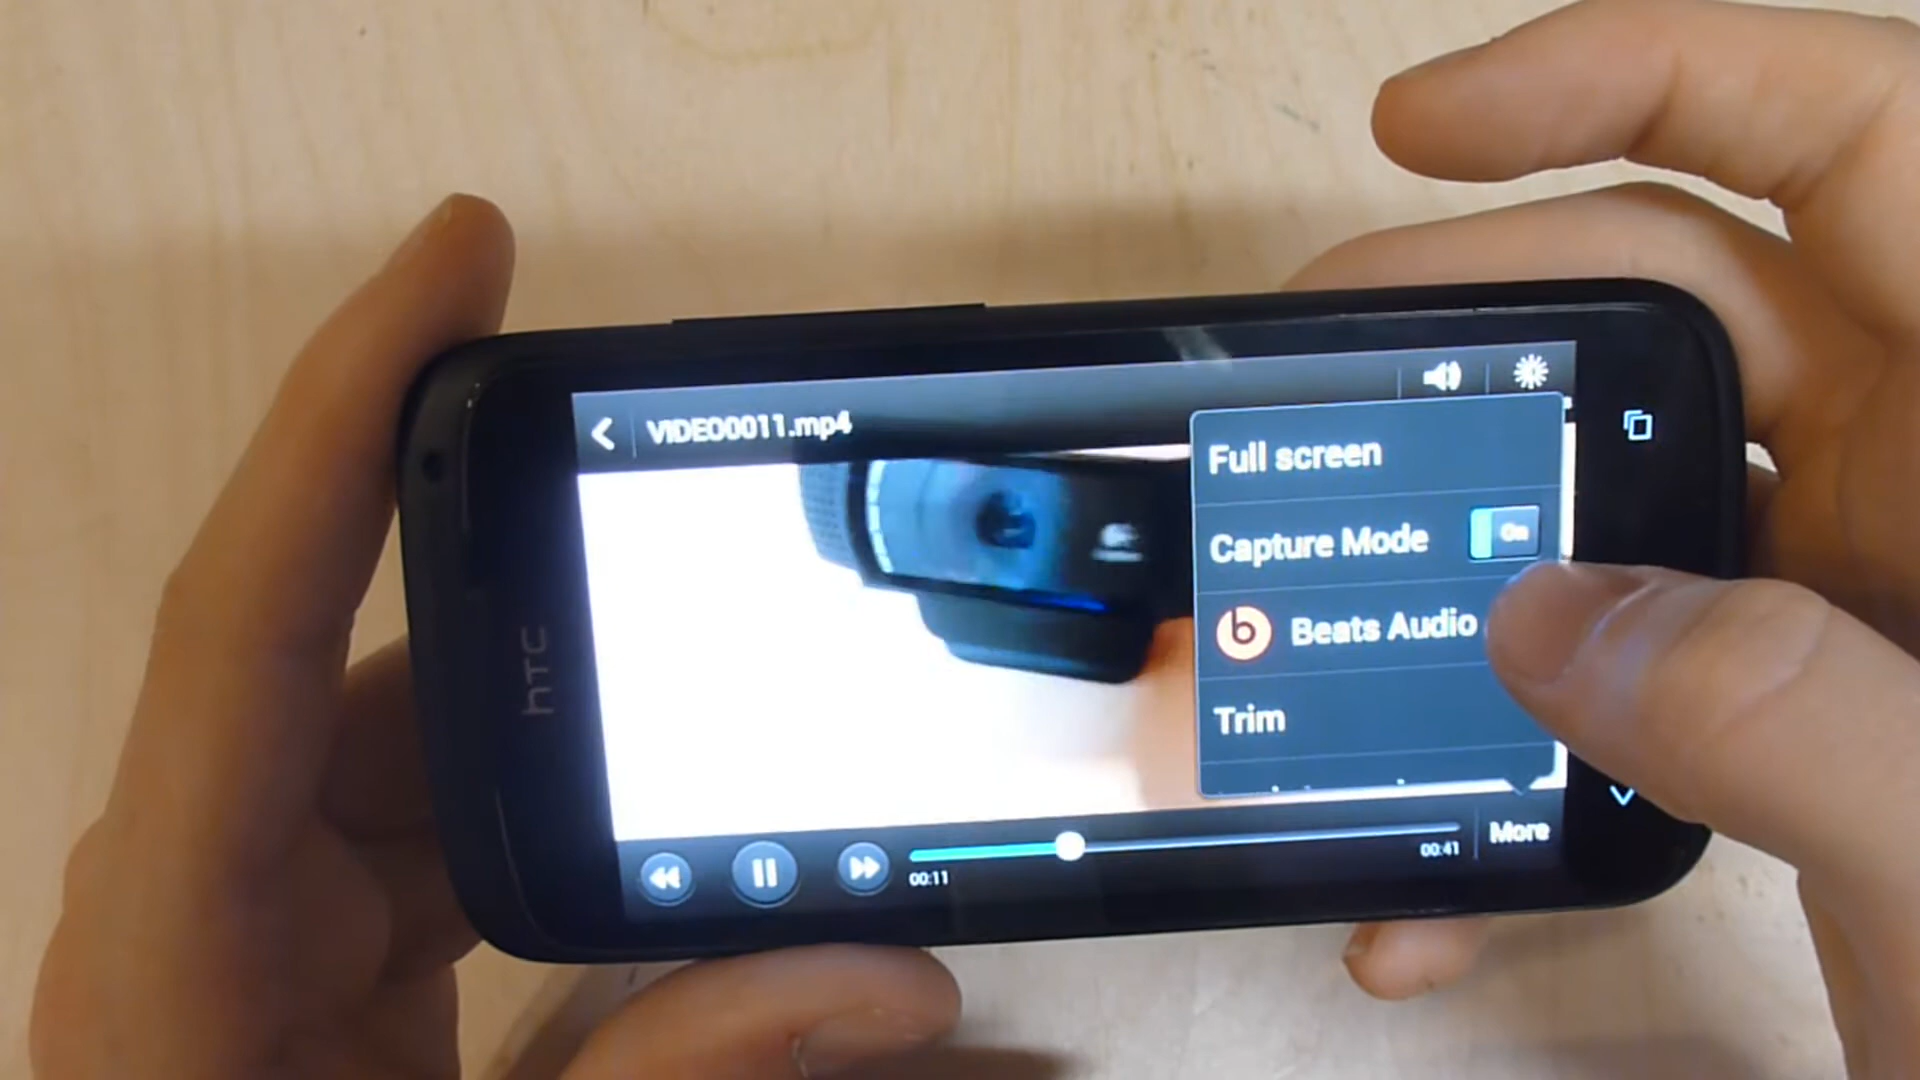 VIDEO0011.mp4
Full screen
Capture Mode On
Beats Audio
Trim
00:11
00:41
More
hTC